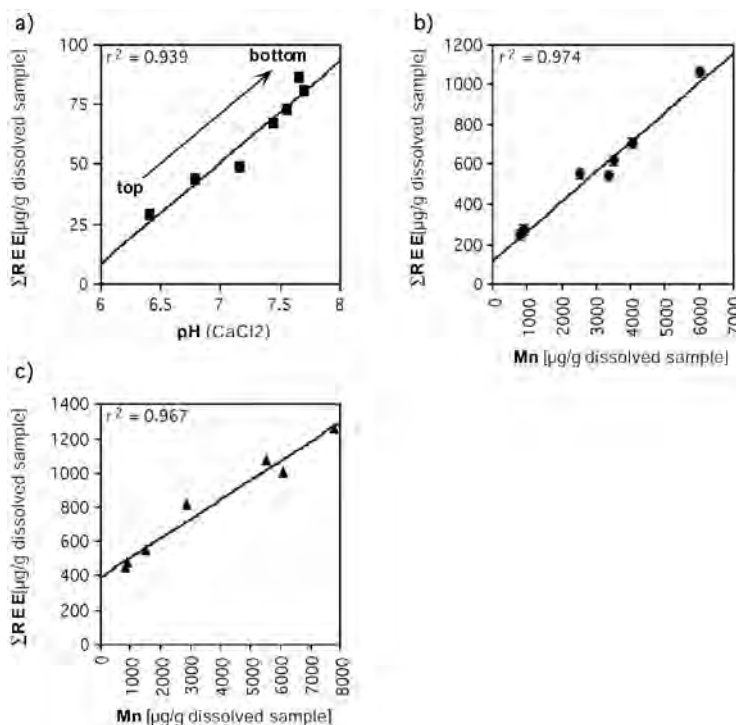 a)
ΣREE[µg/g dissolved sample]
100
75
50
25
0
r² = 0.939
bottom
top
6 6.5 7 7.5 8
pH (CaCl2)
b)
ΣREE[µg/g dissolved sample]
1200
1000
800
600
400
200
0
r² = 0.974
0 1000 2000 3000 4000 5000 6000 7000
Mn [µg/g dissolved sample]
c)
ΣREE[µg/g dissolved sample]
1400
1200
1000
800
600
400
200
0
r² = 0.967
0 1000 2000 3000 4000 5000 6000 7000 8000
Mn [µg/g dissolved sample]